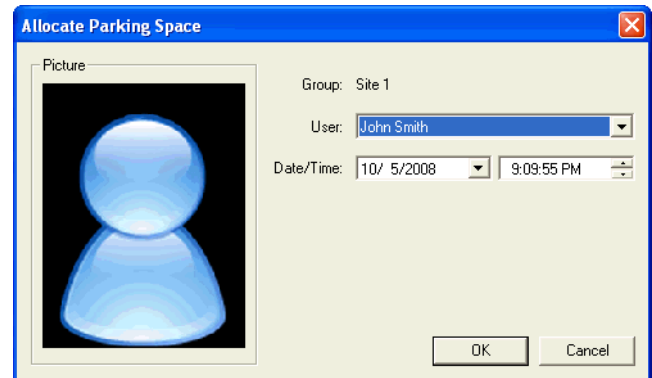 Allocate Parking Space
Picture
Group: Site 1
User: John Smith
Date/Time: 10/ 5/2008 9:09:55 PM
OK Cancel